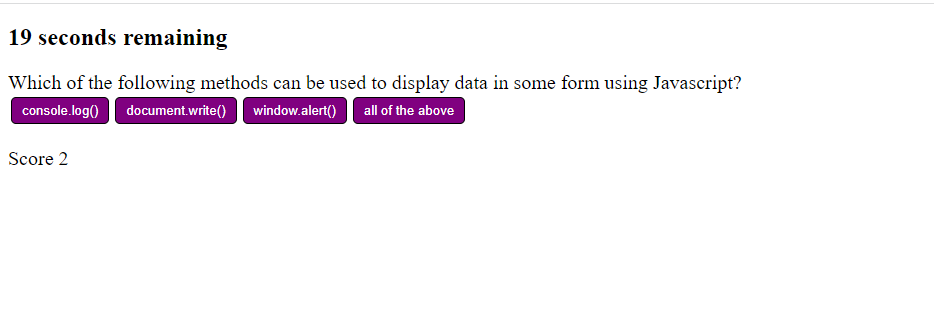 19 seconds remaining
Which of the following methods can be used to display data in some form using Javascript?
console.log() document.write() window.alert() all of the above
Score 2